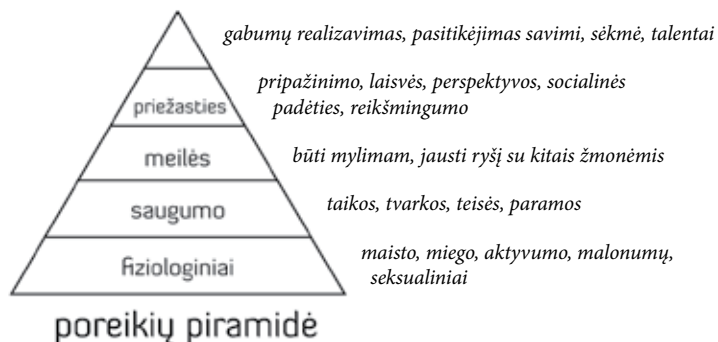 gabumų realizavimas, pasitikėjimas savimi, sėkmė, talentai
pripažinimo, laisvės, perspektyvos, socialinės
padėties, reikšmingumo
priežasties
būti mylimam, jausti ryšį su kitais žmonėmis
meilės
taikos, tvarkos, teisės, paramos
saugumo
maisto, miego, aktyvumo, malonumų,
seksualiniai
fiziologiniai
poreikių piramidė